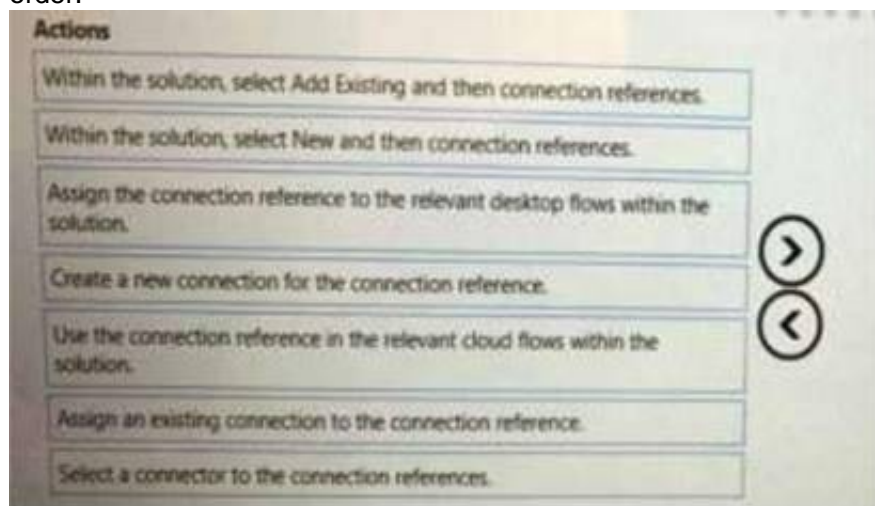 Actions
Within the solution, select Add Existing and then connection references.
Within the solution, select New and then connection references.
Assign the connection reference to the relevant desktop flows within the
solution.
Create a new connection for the connection reference.
Use the connection reference in the relevant cloud flows within the
solution.
Assign an existing connection to the connection reference.
Select a connector to the connection references.